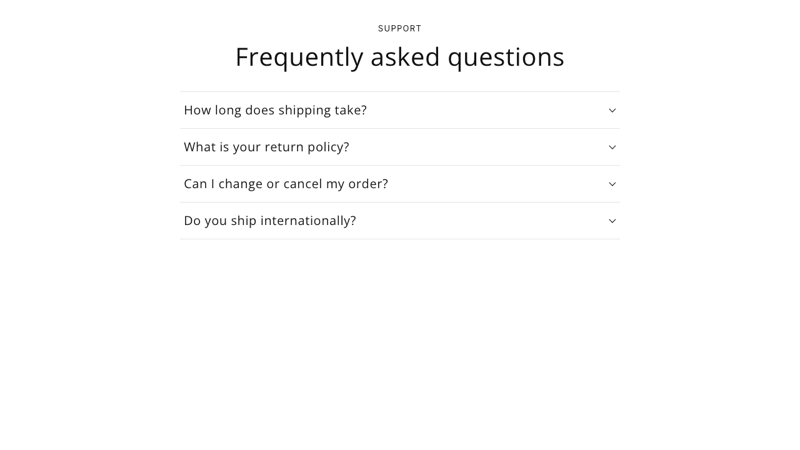 SUPPORT
Frequently asked questions
How long does shipping take?
What is your return policy?
Can I change or cancel my order?
Do you ship internationally?